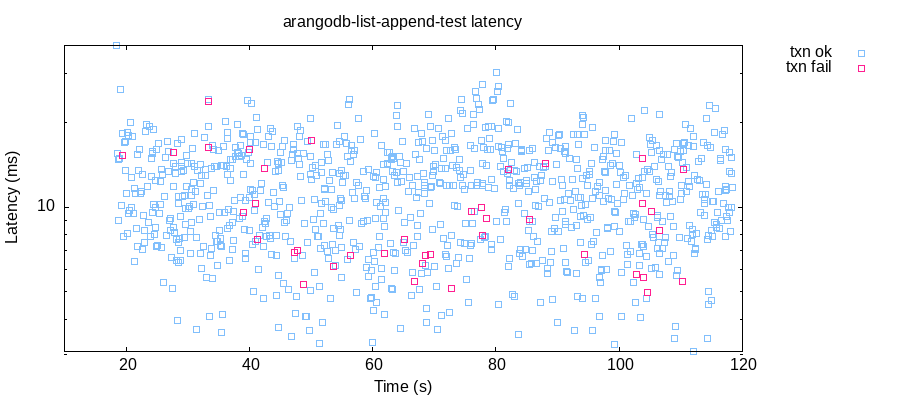 arangodb-list-append-test latency
txn ok
txn fail
Latency (ms)
10
20 40 60 80 100 120
Time (s)